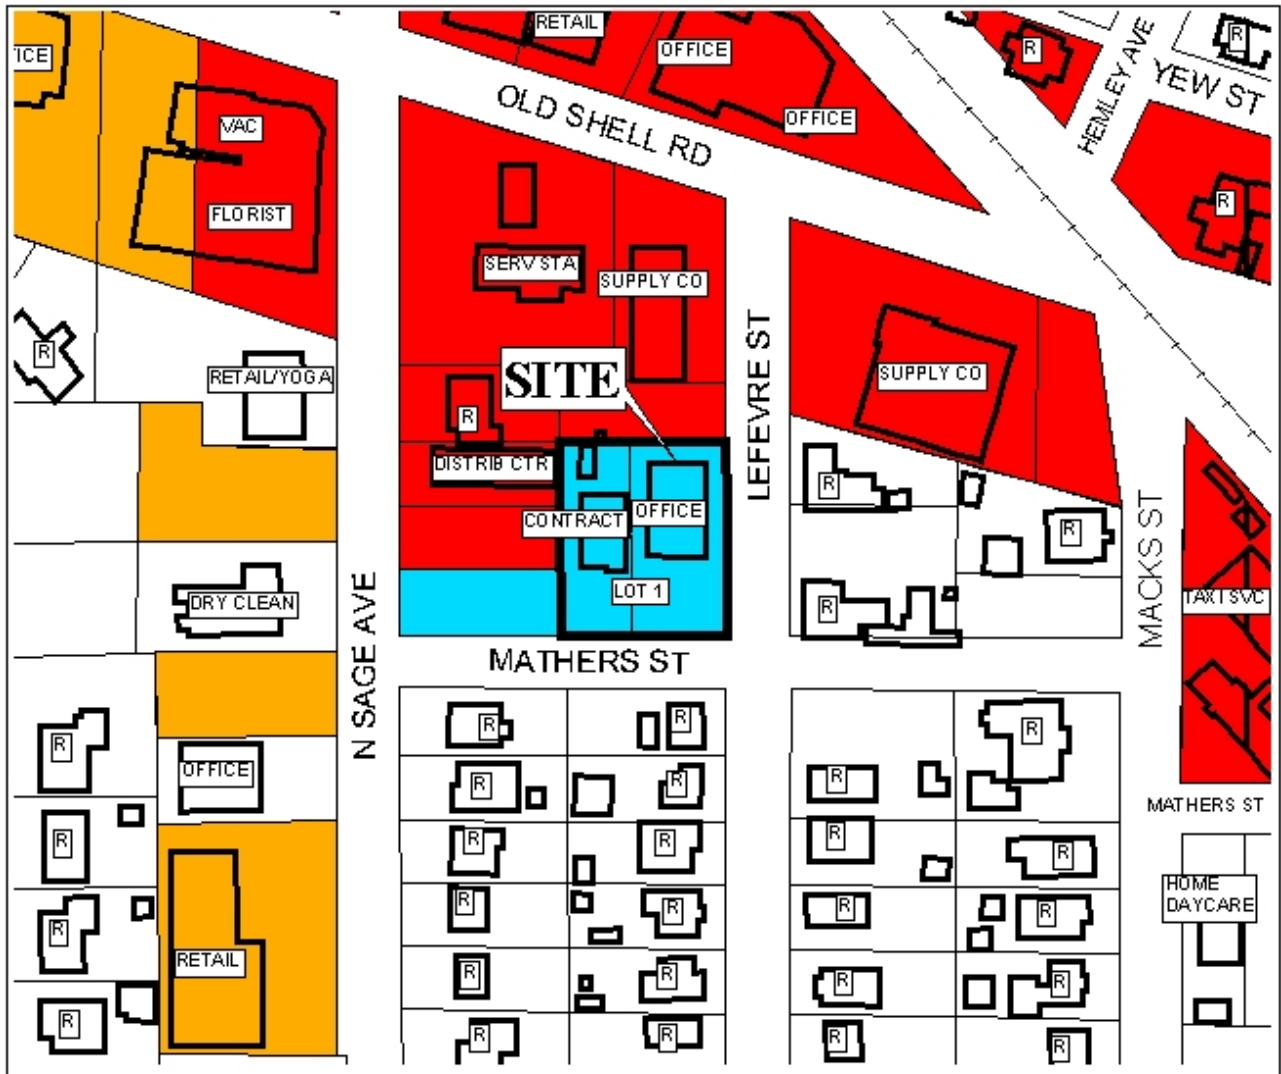 RETAIL
R
R
ICE
OFFICE
HEMLEY AVE
YEW ST
OLD SHELL RD
OFFICE
VAC
R
FLORIST
SERV STA
SUPPLY CO
R
LEFEVRE ST
RETAIL/YOGA
SITE
SUPPLY CO
R
DISTRIB CTR
R
CONTRACT
OFFICE
R
MACKS ST
N SAGE AVE
DRY CLEAN
LOT 1
R
TAXI SVC
MATHERS ST
R
R
R
R
OFFICE
R
R
R
MATHERS ST
R
R
R
R
R
HOME
DAYCARE
R
R
R
R
R
RETAIL
R
R
R
R
R
R
R
R
R